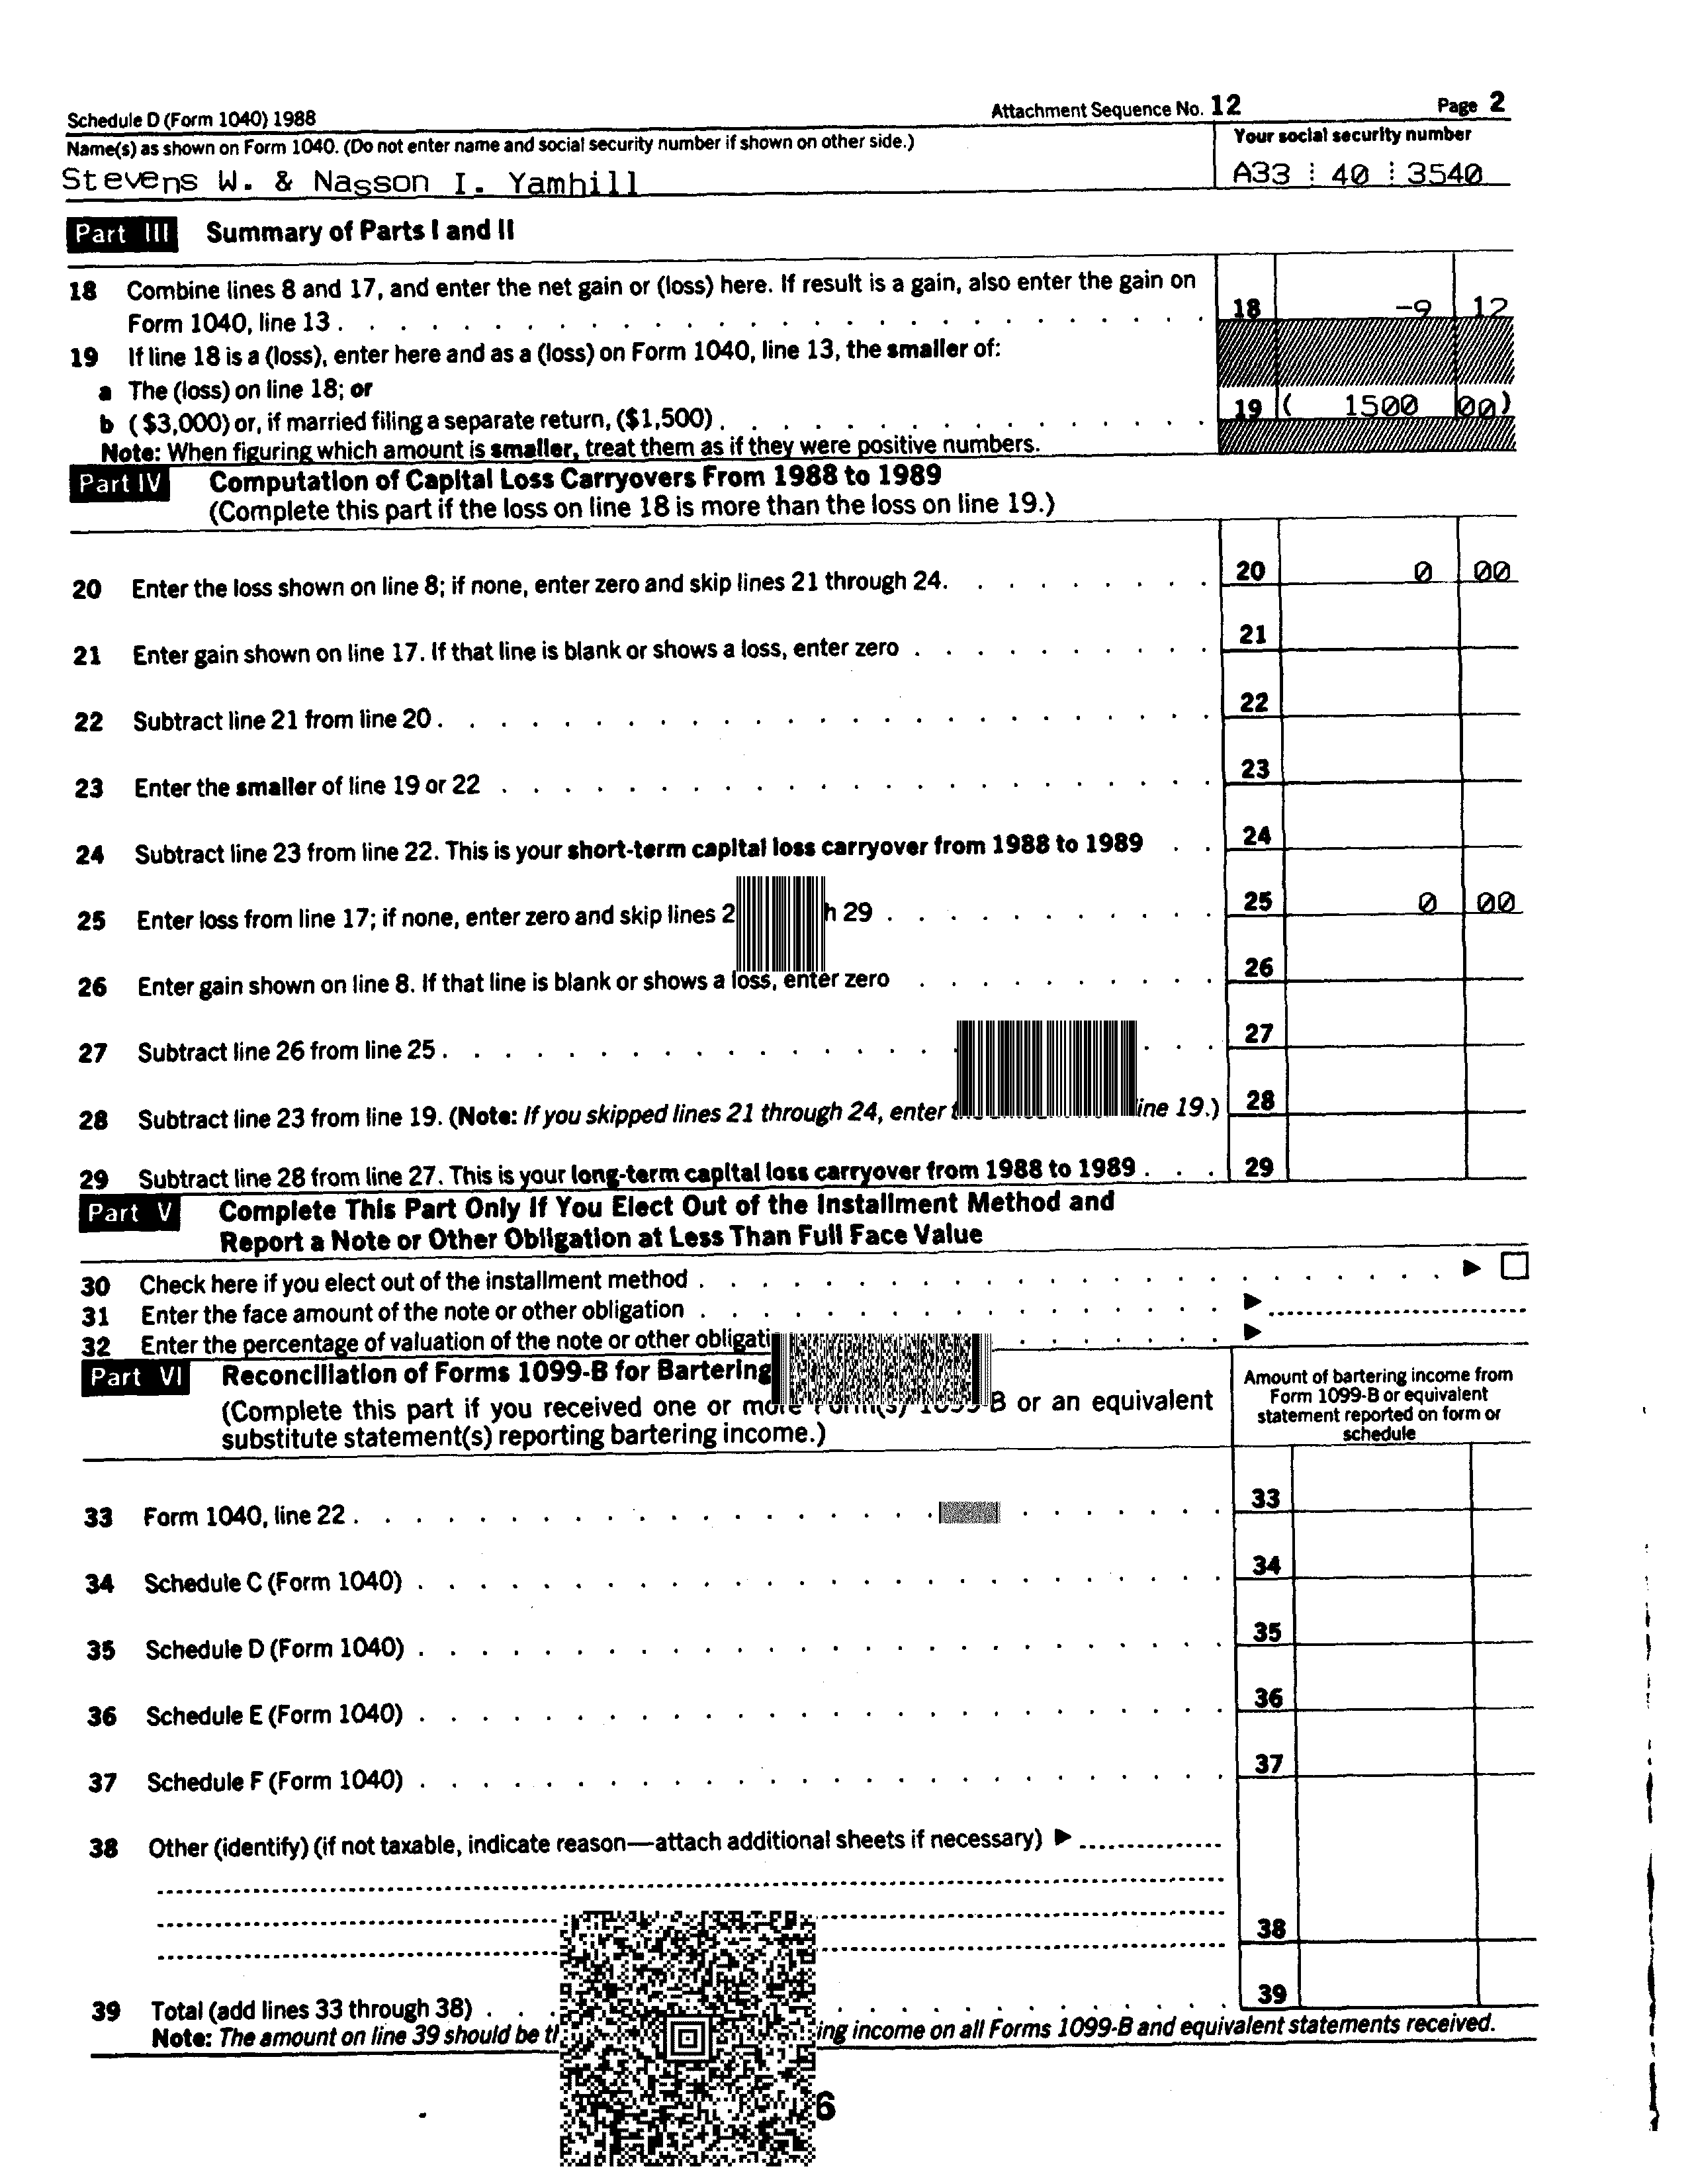 Schedule D (Form 1040) 1988 Attachment Sequence No. 12 Page 2
Name(s) as shown on Form 1040. (Do not enter name and social security number if shown on other side.) Your social security number
Stevens W. & Nasson I. Yamhill A33 40 3540
Part III Summary of Parts I and II
18 Combine lines 8 and 17, and enter the net gain or (loss) here. If result is a gain, also enter the gain on
Form 1040, line 13 . . . 18 -9 12
19 If line 18 is a (loss), enter here and as a (loss) on Form 1040, line 13, the smaller of:
a The (loss) on line 18; or
b ($3,000) or, if married filing a separate return, ($1,500) . . . 19 ( 1500 00)
Note: When figuring which amount is smaller, treat them as if they were positive numbers.
Part IV Computation of Capital Loss Carryovers From 1988 to 1989
(Complete this part if the loss on line 18 is more than the loss on line 19.)
20 Enter the loss shown on line 8; if none, enter zero and skip lines 21 through 24. . . . 20 0 00
21 Enter gain shown on line 17. If that line is blank or shows a loss, enter zero . . . 21
22 Subtract line 21 from line 20 . . . 22
23 Enter the smaller of line 19 or 22 . . . 23
24 Subtract line 23 from line 22. This is your short-term capital loss carryover from 1988 to 1989 . . 24
25 Enter loss from line 17; if none, enter zero and skip lines 29 . . . 25 0 00
26 Enter gain shown on line 8. If that line is blank or shows a loss, enter zero . . . 26
27 Subtract line 26 from line 25 . . . 27
28 Subtract line 23 from line 19. (Note: If you skipped lines 21 through 24, enter 19.) 28
29 Subtract line 28 from line 27. This is your long-term capital loss carryover from 1988 to 1989 . . . 29
Part V Complete This Part Only If You Elect Out of the Installment Method and
Report a Note or Other Obligation at Less Than Full Face Value
30 Check here if you elect out of the installment method . . . ▶ ☐
31 Enter the face amount of the note or other obligation . . . ▶
32 Enter the percentage of valuation of the note or other . . . ▶
Part VI Reconciliation of Forms 1099-B for Bartering
(Complete this part if you received one or more Form(s) 1099-B or an equivalent
substitute statement(s) reporting bartering income.)
Amount of bartering income from
Form 1099-B or equivalent
statement reported on form or
schedule
33 Form 1040, line 22 . . . 33
34 Schedule C (Form 1040) . . . 34
35 Schedule D (Form 1040) . . . 35
36 Schedule E (Form 1040) . . . 36
37 Schedule F (Form 1040) . . . 37
38 Other (identify) (if not taxable, indicate reason—attach additional sheets if necessary) ▶
38
39 Total (add lines 33 through 38) . . . 39
Note: The amount on line 39 should be income on all Forms 1099-B and equivalent statements received.
6